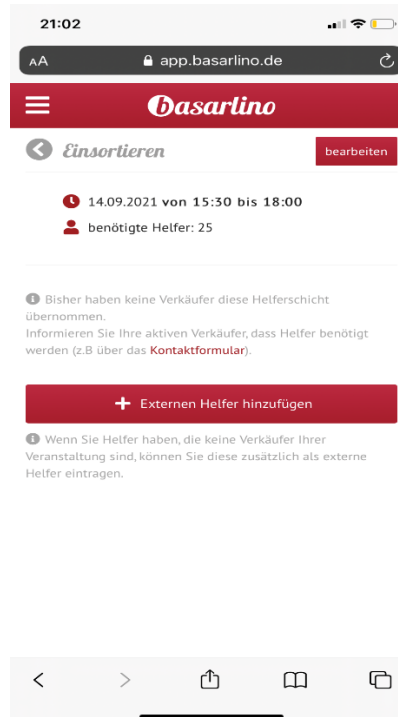 21:02
AA app.basarlino.de
basarlino
Einsortieren
bearbeiten
14.09.2021 von 15:30 bis 18:00
benötigte Helfer: 25
Bisher haben keine Verkäufer diese Helferschicht
übernommen.
Informieren Sie Ihre aktiven Verkäufer, dass Helfer benötigt
werden (z.B über das Kontaktformular).
+ Externen Helfer hinzufügen
Wenn Sie Helfer haben, die keine Verkäufer Ihrer
Veranstaltung sind, können Sie diese zusätzlich als externe
Helfer eintragen.